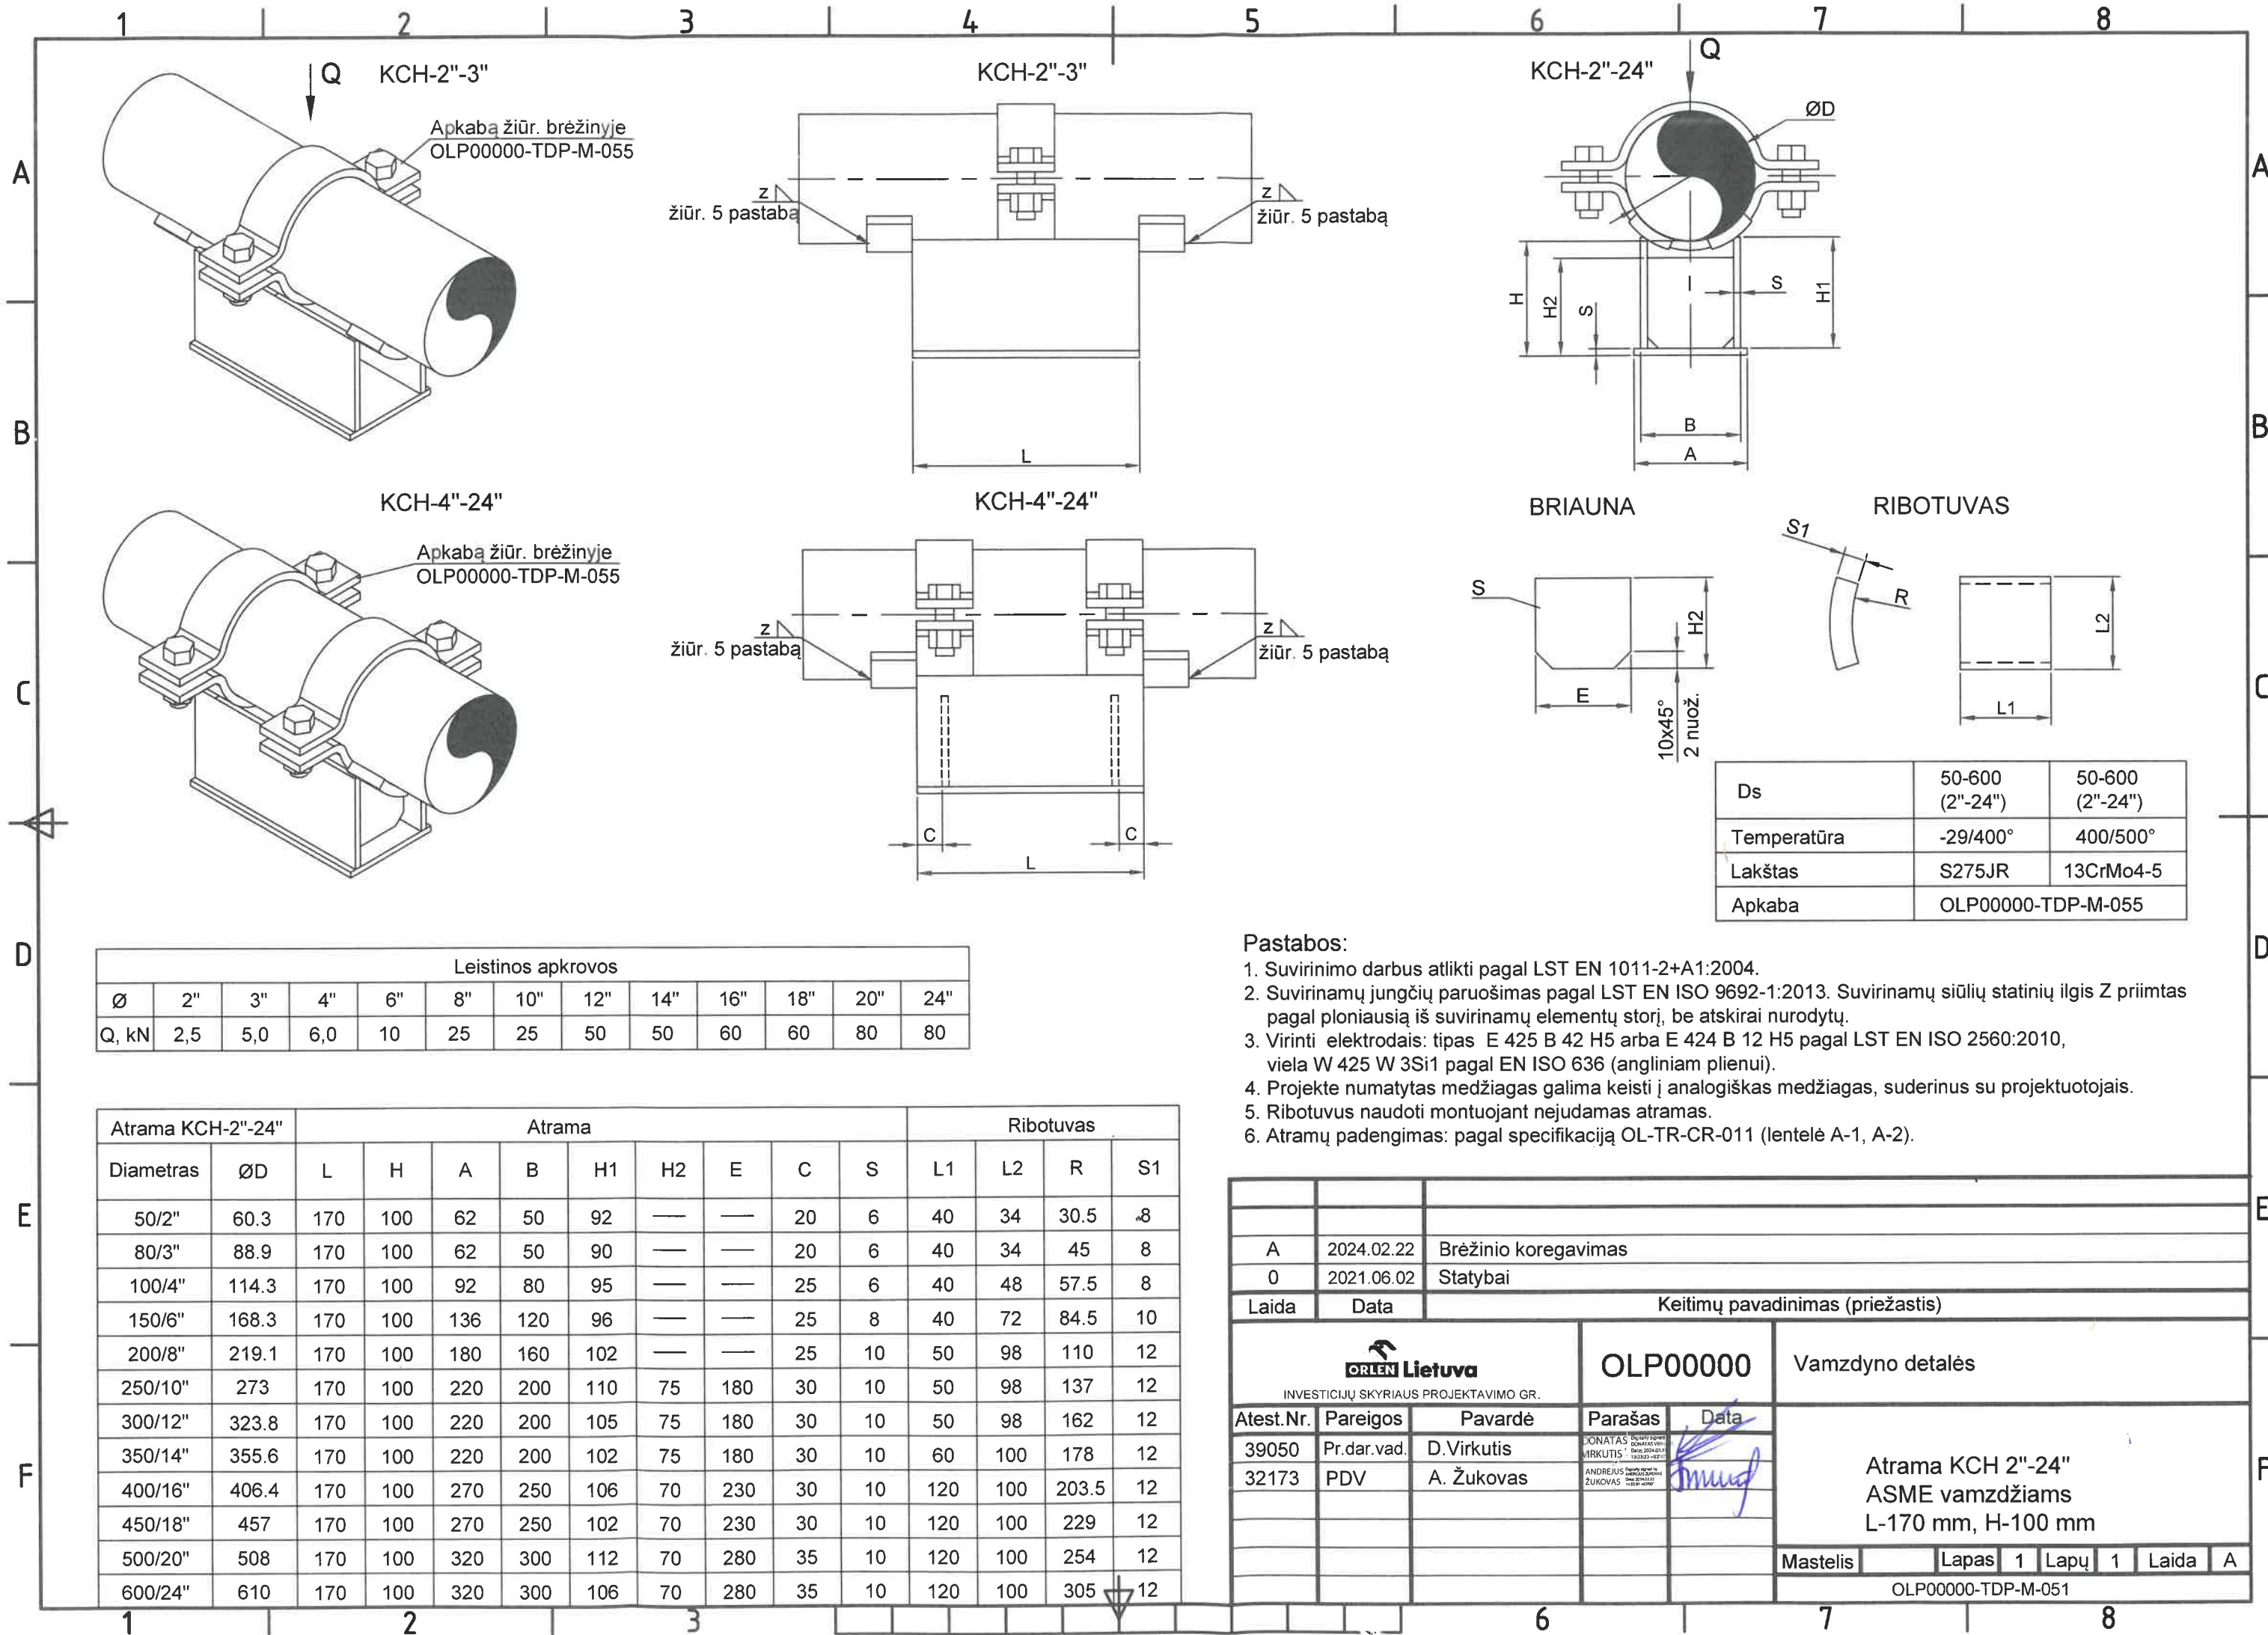 1 2 3 4 5 6 7 8
KCH-2"-3"
Q
Apkabą žiūr. brėžinyje
OLP00000-TDP-M-055
KCH-2"-3"
z
žiūr. 5 pastabą
z
žiūr. 5 pastabą
L
KCH-2"-24"
Q
ØD
H
H2
S
S
H1
B
A
A
A
B
B
KCH-4"-24"
Apkabą žiūr. brėžinyje
OLP00000-TDP-M-055
KCH-4"-24"
z
žiūr. 5 pastabą
z
žiūr. 5 pastabą
C
C
L
BRIAUNA
S
H2
E
10x45°
2 nuož.
RIBOTUVAS
S1
R
L2
L1
C
C
Ds 50-600 (2"-24") 50-600 (2"-24")
Temperatūra -29/400° 400/500°
Lakštas S275JR 13CrMo4-5
Apkaba OLP00000-TDP-M-055
D
D
Leistinos apkrovos
Ø 2" 3" 4" 6" 8" 10" 12" 14" 16" 18" 20" 24"
Q, kN 2,5 5,0 6,0 10 25 25 50 50 60 60 80 80
Pastabos:
1. Suvirinimo darbus atlikti pagal LST EN 1011-2+A1:2004.
2. Suvirinamų jungčių paruošimas pagal LST EN ISO 9692-1:2013. Suvirinamų siūlių statinių ilgis Z priimtas
pagal ploniausią iš suvirinamų elementų storį, be atskirai nurodytų.
3. Virinti elektrodais: tipas E 425 B 42 H5 arba E 424 B 12 H5 pagal LST EN ISO 2560:2010,
viela W 425 W 3Si1 pagal EN ISO 636 (angliniam plienui).
4. Projekte numatytas medžiagas galima keisti į analogiškas medžiagas, suderinus su projektuotojais.
5. Ribotuvus naudoti montuojant nejudamas atramas.
6. Atramų padengimas: pagal specifikaciją OL-TR-CR-011 (lentelė A-1, A-2).
Atrama KCH-2"-24" Atrama Ribotuvas
Diametras ØD L H A B H1 H2 E C S L1 L2 R S1
50/2" 60.3 170 100 62 50 92 — — 20 6 40 34 30.5 8
80/3" 88.9 170 100 62 50 90 — — 20 6 40 34 45 8
100/4" 114.3 170 100 92 80 95 — — 25 6 40 48 57.5 8
150/6" 168.3 170 100 136 120 96 — — 25 8 40 72 84.5 10
200/8" 219.1 170 100 180 160 102 — — 25 10 50 98 110 12
250/10" 273 170 100 220 200 110 75 180 30 10 50 98 137 12
300/12" 323.8 170 100 220 200 105 75 180 30 10 50 98 162 12
350/14" 355.6 170 100 220 200 102 75 180 30 10 60 100 178 12
400/16" 406.4 170 100 270 250 106 70 230 30 10 120 100 203.5 12
450/18" 457 170 100 270 250 102 70 230 30 10 120 100 229 12
500/20" 508 170 100 320 300 112 70 280 35 10 120 100 254 12
600/24" 610 170 100 320 300 106 70 280 35 10 120 100 305 12
E
E
F
F
A 2024.02.22 Brėžinio koregavimas
0 2021.06.02 Statybai
Laida Data Keitimų pavadinimas (priežastis)
ORLEN Lietuva
INVESTICIJŲ SKYRIAUS PROJEKTAVIMO GR.
OLP00000
Vamzdyno detalės
Atest.Nr. Pareigos Pavardė Parašas Data
39050 Pr.dar.vad. D.Virkutis DONATAS VIRKUTIS
32173 PDV A. Žukovas ANDREJUS ŽUKOVAS
Atrama KCH 2"-24"
ASME vamzdžiams
L-170 mm, H-100 mm
Mastelis Lapas 1 Lapų 1 Laida A
OLP00000-TDP-M-051
1 2 3 6 7 8